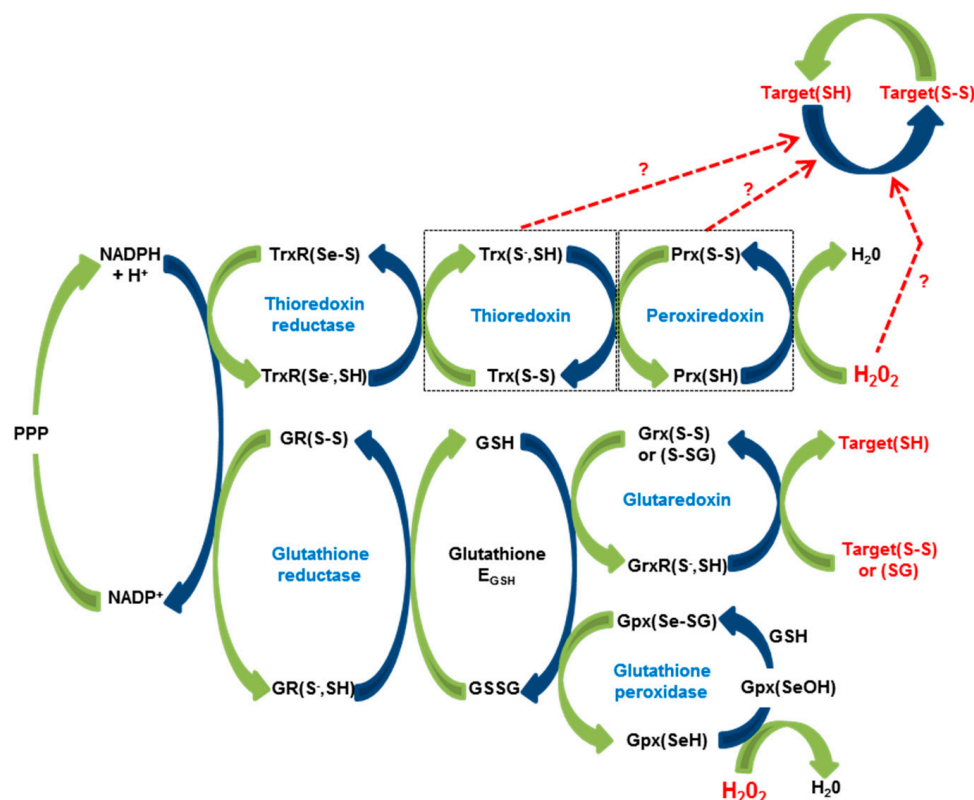 Target(SH)
Target(S-S)
?
?
?
NADPH
+ H⁺
TrxR(Se-S)
Trx(S⁻,SH)
Prx(S-S)
H₂0
Thioredoxin
reductase
Thioredoxin
Peroxiredoxin
TrxR(Se⁻,SH)
Trx(S-S)
Prx(SH)
H₂0₂
PPP
GR(S-S)
GSH
Grx(S-S)
or (S-SG)
Target(SH)
Glutaredoxin
Glutathione
reductase
Glutathione
E_GSH
GrxR(S⁻,SH)
Target(S-S)
or (SG)
NADP⁺
Gpx(Se-SG)
GSH
Glutathione
peroxidase
GR(S⁻,SH)
GSSG
Gpx(SeOH)
Gpx(SeH)
H₂0₂
H₂0